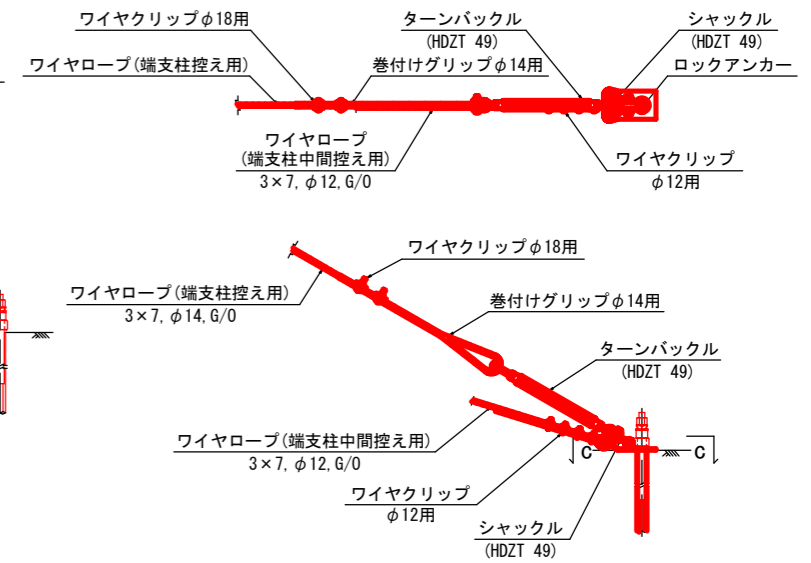 ワイヤクリップφ18用
ターンバックル
(HDZT 49)
シャックル
(HDZT 49)
ワイヤロープ(端支柱控え用)
巻付けグリップφ14用
ロックアンカー
ワイヤロープ
(端支柱中間控え用)
3×7, φ12, G/O
ワイヤクリップ
φ12用
ワイヤクリップφ18用
ワイヤロープ(端支柱控え用)
3×7, φ14, G/O
巻付けグリップφ14用
ターンバックル
(HDZT 49)
ワイヤロープ(端支柱中間控え用)
3×7, φ12, G/O
C
C
ワイヤクリップ
φ12用
シャックル
(HDZT 49)